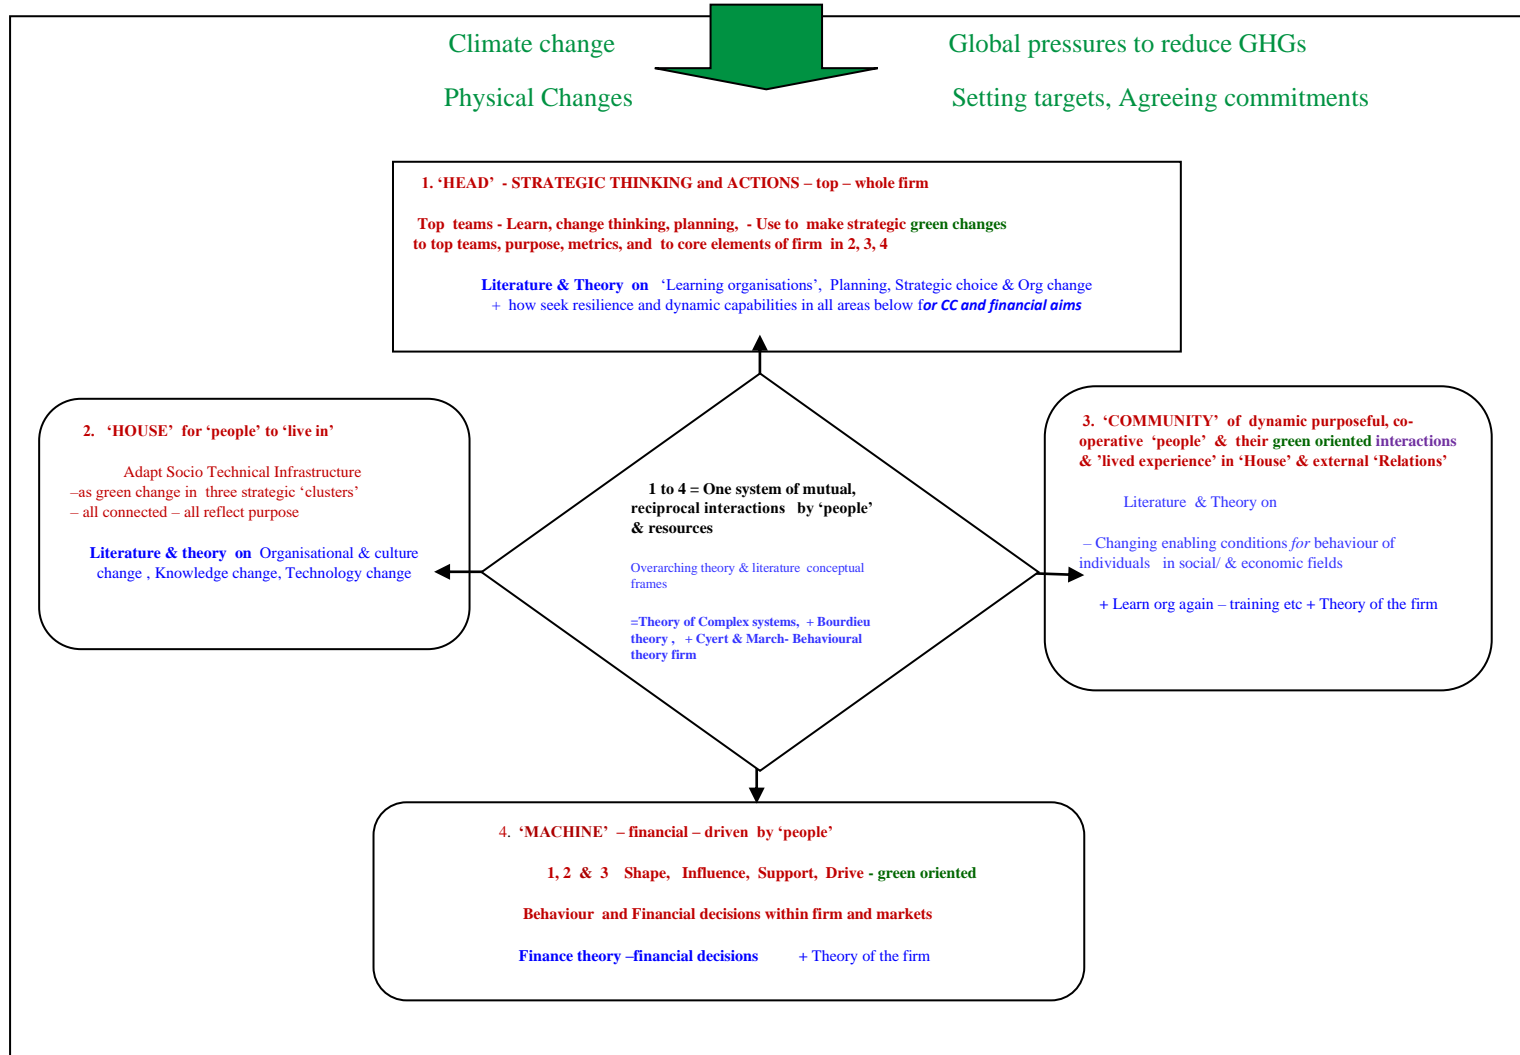 Climate change
Global pressures to reduce GHGs
Physical Changes
Setting targets, Agreeing commitments
1. ‘HEAD’ - STRATEGIC THINKING and ACTIONS – top – whole firm
Top teams - Learn, change thinking, planning, - Use to make strategic green changes
to top teams, purpose, metrics, and to core elements of firm in 2, 3, 4
Literature & Theory on ‘Learning organisations’, Planning, Strategic choice & Org change
+ how seek resilience and dynamic capabilities in all areas below for CC and financial aims
2. ‘HOUSE’ for ‘people’ to ‘live in’
Adapt Socio Technical Infrastructure
–as green change in three strategic ‘clusters’
– all connected – all reflect purpose
Literature & theory on Organisational & culture
change , Knowledge change, Technology change
1 to 4 = One system of mutual,
reciprocal interactions by ‘people’
& resources
Overarching theory & literature conceptual
frames
=Theory of Complex systems, + Bourdieu
theory , + Cyert & March- Behavioural
theory firm
3. ‘COMMUNITY’ of dynamic purposeful, co-
operative ‘people’ & their green oriented interactions
& ’lived experience’ in ‘House’ & external ‘Relations’
Literature & Theory on
– Changing enabling conditions for behaviour of
individuals in social/ & economic fields
+ Learn org again – training etc + Theory of the firm
4. ‘MACHINE’ – financial – driven by ‘people’
1, 2 & 3 Shape, Influence, Support, Drive - green oriented
Behaviour and Financial decisions within firm and markets
Finance theory –financial decisions + Theory of the firm